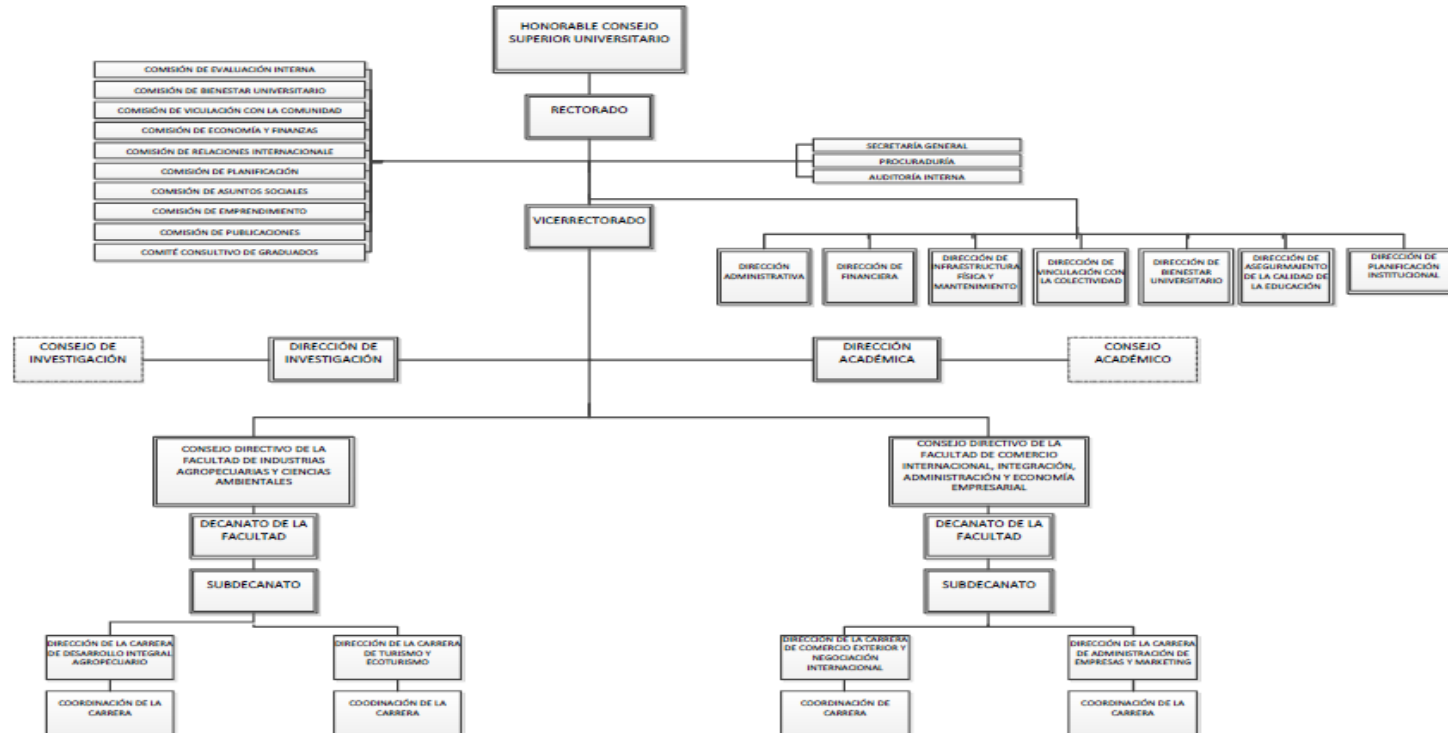 HONORABLE CONSEJO
SUPERIOR UNIVERSITARIO
RECTORADO
COMISIÓN DE EVALUACIÓN INTERNA
COMISIÓN DE BIENESTAR UNIVERSITARIO
COMISIÓN DE VICULACIÓN CON LA COMUNIDAD
COMISIÓN DE ECONOMÍA Y FINANZAS
COMISIÓN DE RELACIONES INTERNACIONALE
COMISIÓN DE PLANIFICACIÓN
COMISIÓN DE ASUNTOS SOCIALES
COMISIÓN DE EMPRENDIMIENTO
COMISIÓN DE PUBLICACIONES
COMITÉ CONSULTIVO DE GRADUADOS
SECRETARÍA GENERAL
PROCURADURÍA
AUDITORÍA INTERNA
VICERRECTORADO
DIRECCIÓN
ADMINISTRATIVA
DIRECCIÓN DE
FINANCIERA
DIRECCIÓN DE
INFRAESTRUCTURA
FÍSICA Y
MANTENIMIENTO
DIRECCIÓN DE
VINCULACIÓN CON
LA COLECTIVIDAD
DIRECCIÓN DE
BIENESTAR
UNIVERSITARIO
DIRECCIÓN DE
ASEGURMAIENTO
DE LA CALIDAD DE
LA EDUCACIÓN
DIRECCIÓN DE
PLANIFICACIÓN
INSTITUCIONAL
CONSEJO DE
INVESTIGACIÓN
DIRECCIÓN DE
INVESTIGACIÓN
DIRECCIÓN
ACADÉMICA
CONSEJO
ACADÉMICO
CONSEJO DIRECTIVO DE LA
FACULTAD DE INDUSTRIAS
AGROPECUARIAS Y CIENCIAS
AMBIENTALES
DECANATO DE LA
FACULTAD
SUBDECANATO
DIRECCIÓN DE LA CARRERA
DE DESARROLLO INTEGRAL
AGROPECUARIO
COORDINACIÓN DE LA
CARRERA
DIRECCIÓN DE LA CARRERA
DE TURISMO Y
ECOTURISMO
COODINACIÓN DE LA
CARRERA
CONSEJO DIRECTIVO DE LA
FACULTAD DE COMERCIO
INTERNACIONAL, INTEGRACIÓN,
ADMINISTRACIÓN Y ECONOMÍA
EMPRESARIAL
DECANATO DE LA
FACULTAD
SUBDECANATO
DIRECCIÓN DE LA CARRERA
DE COMERCIO EXTERIOR Y
NEGOCIACIÓN
INTERNACIONAL
COORDINACIÓN DE
CARRERA
DIRECCIÓN DE LA CARRERA
DE ADMINISTRACIÓN DE
EMPRESAS Y MARKETING
COORDINACIÓN DE LA
CARRERA